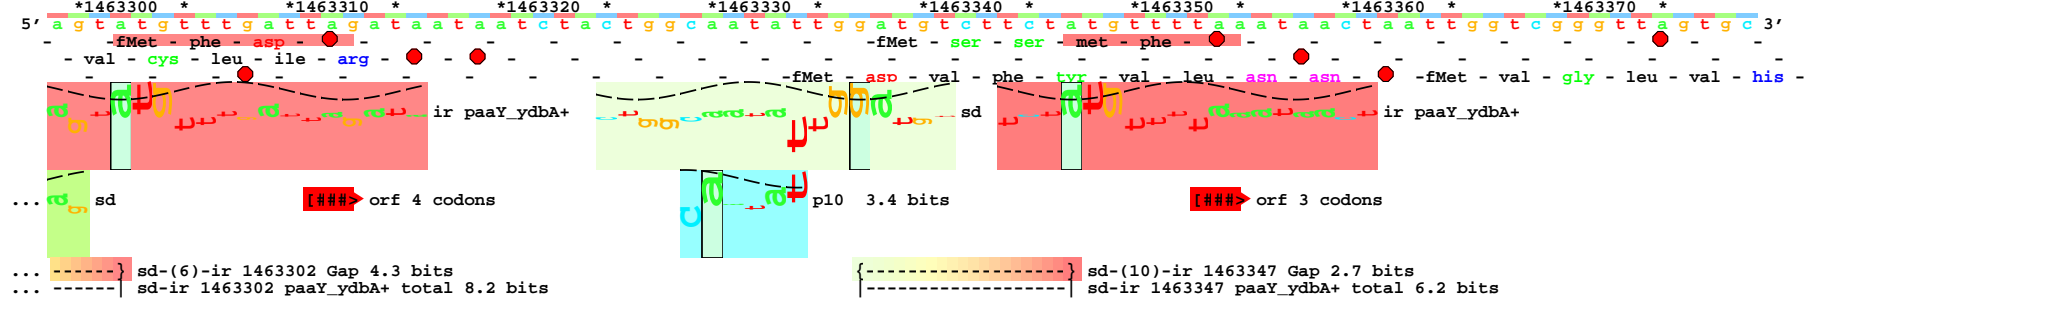 *1463300 * *1463310 * *1463320 * *1463330 * *1463340 * *1463350 * *1463360 * *1463370 *
5' a g t a t g t t t g a t t a g a t a a t a a t c t a c t g g c a a t a t t g g a t g t c t t c t a t g t t t t a a a t a a c t a a t t g g t c g g g t t a g t g c 3'
- fMet - phe - asp - - - - - - - - - fMet - ser - ser - met - phe - - - - - - - - -
- val - cys - leu - ile - arg - - - - - - - - - - - - - - - - - - - -
- - - - - - - - - - -fMet - asp - val - phe - tyr - val - leu - asn - asn - -fMet - val - gly - leu - val - his -
ir paaY_ydbA+ sd ir paaY_ydbA+
... sd [###> orf 4 codons p10 3.4 bits [###> orf 3 codons
... ------} sd-(6)-ir 1463302 Gap 4.3 bits {-------------------} sd-(10)-ir 1463347 Gap 2.7 bits
... ------| sd-ir 1463302 paaY_ydbA+ total 8.2 bits |-------------------| sd-ir 1463347 paaY_ydbA+ total 6.2 bits